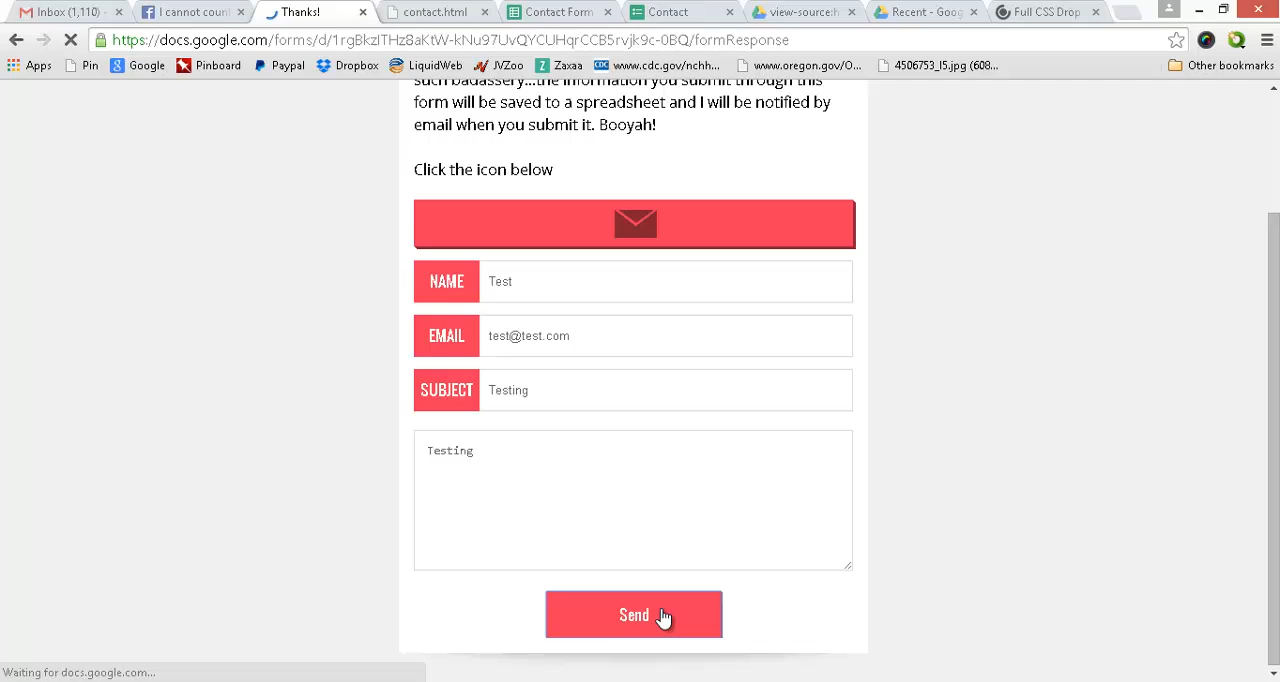 Inbox (1,110)
I cannot count
Thanks!
contact.html
Contact Form
Contact
view-source:h
Recent - Goog
Full CSS Drop
https://docs.google.com/forms/d/1rgBkzlTHz8aKtW-kNu97UvQYCUHqrCCB5rvjk9c-0BQ/formResponse
Apps
Pin
Google
Pinboard
Paypal
Dropbox
LiquidWeb
JVZoo
Zaxaa
CDC www.cdc.gov/nchh...
www.oregon.gov/O...
4506753_l5.jpg (608...
Other bookmarks
such badassery...the information you submit through this
form will be saved to a spreadsheet and I will be notified by
email when you submit it. Booyah!
Click the icon below
NAME Test
EMAIL test@test.com
SUBJECT Testing
Testing
Send
Waiting for docs.google.com...